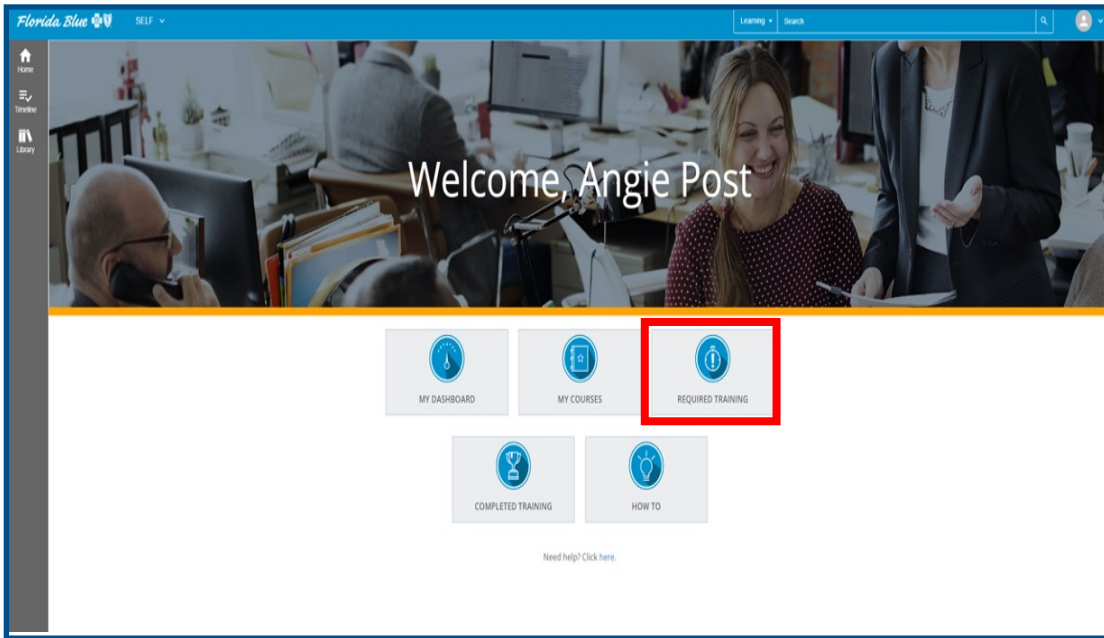 Florida Blue
SELF
Learning
Search
Home
Timeline
Library
Welcome, Angie Post
MY DASHBOARD
MY COURSES
REQUIRED TRAINING
COMPLETED TRAINING
HOW TO
Need help? Click here.